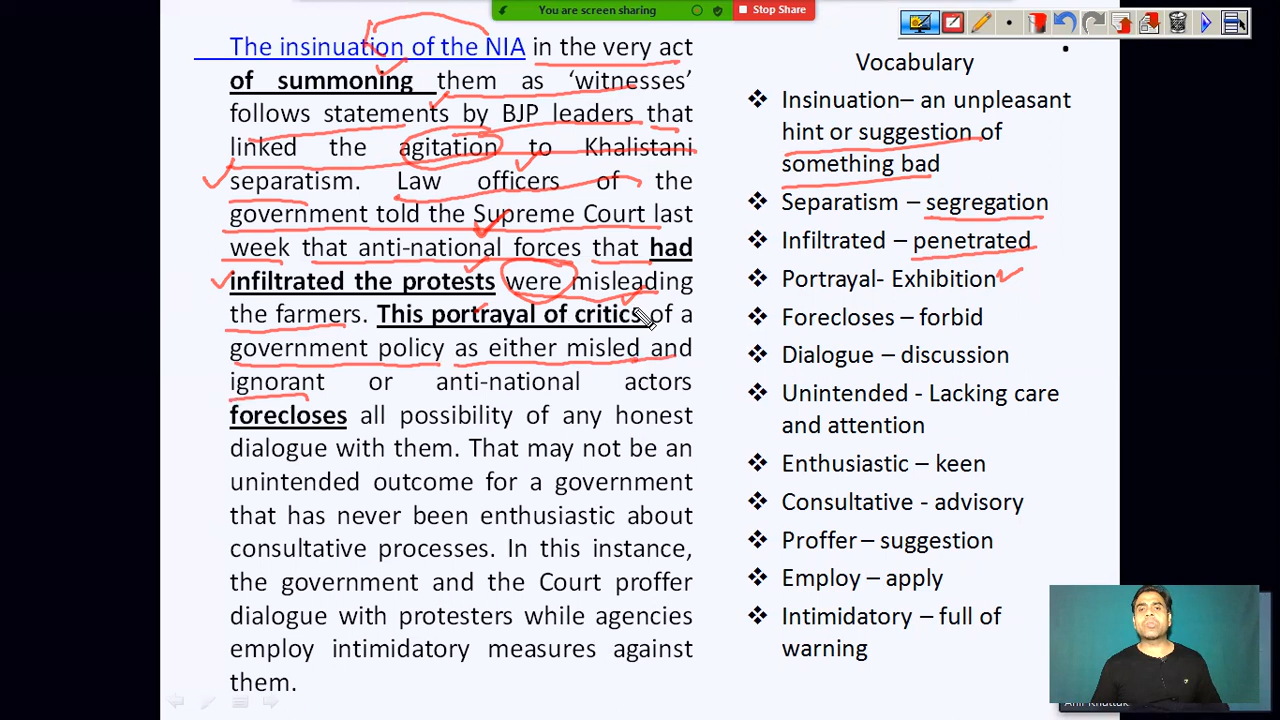 You are screen sharing
Stop Share
The insinuation of the NIA in the very act
of summoning them as ‘witnesses’
follows statements by BJP leaders that
linked the agitation to Khalistani
separatism. Law officers of the
government told the Supreme Court last
week that anti-national forces that had
infiltrated the protests were misleading
the farmers. This portrayal of critics of a
government policy as either misled and
ignorant or anti-national actors
forecloses all possibility of any honest
dialogue with them. That may not be an
unintended outcome for a government
that has never been enthusiastic about
consultative processes. In this instance,
the government and the Court proffer
dialogue with protesters while agencies
employ intimidatory measures against
them.
Vocabulary
❖ Insinuation– an unpleasant
hint or suggestion of
something bad
❖ Separatism – segregation
❖ Infiltrated – penetrated
❖ Portrayal- Exhibition
❖ Forecloses – forbid
❖ Dialogue – discussion
❖ Unintended - Lacking care
and attention
❖ Enthusiastic – keen
❖ Consultative - advisory
❖ Proffer – suggestion
❖ Employ – apply
❖ Intimidatory – full of
warning